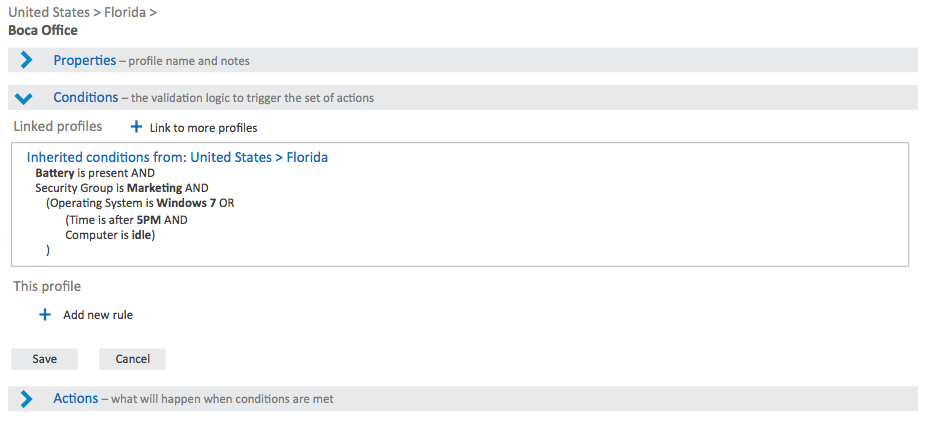 United States > Florida >
Boca Office
Properties – profile name and notes
Conditions – the validation logic to trigger the set of actions
Linked profiles + Link to more profiles
Inherited conditions from: United States > Florida
Battery is present AND
Security Group is Marketing AND
(Operating System is Windows 7 OR
(Time is after 5PM AND
Computer is idle)
)
This profile
+ Add new rule
Save Cancel
Actions – what will happen when conditions are met